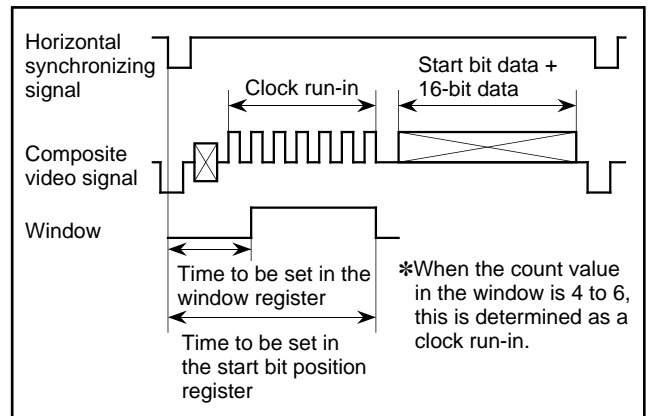 Horizontal
synchronizing
signal
Clock run-in
Start bit data +
16-bit data
Composite
video signal
Window
Time to be set in the
window register
Time to be set in
the start bit position
register
✽When the count value
in the window is 4 to 6,
this is determined as a
clock run-in.